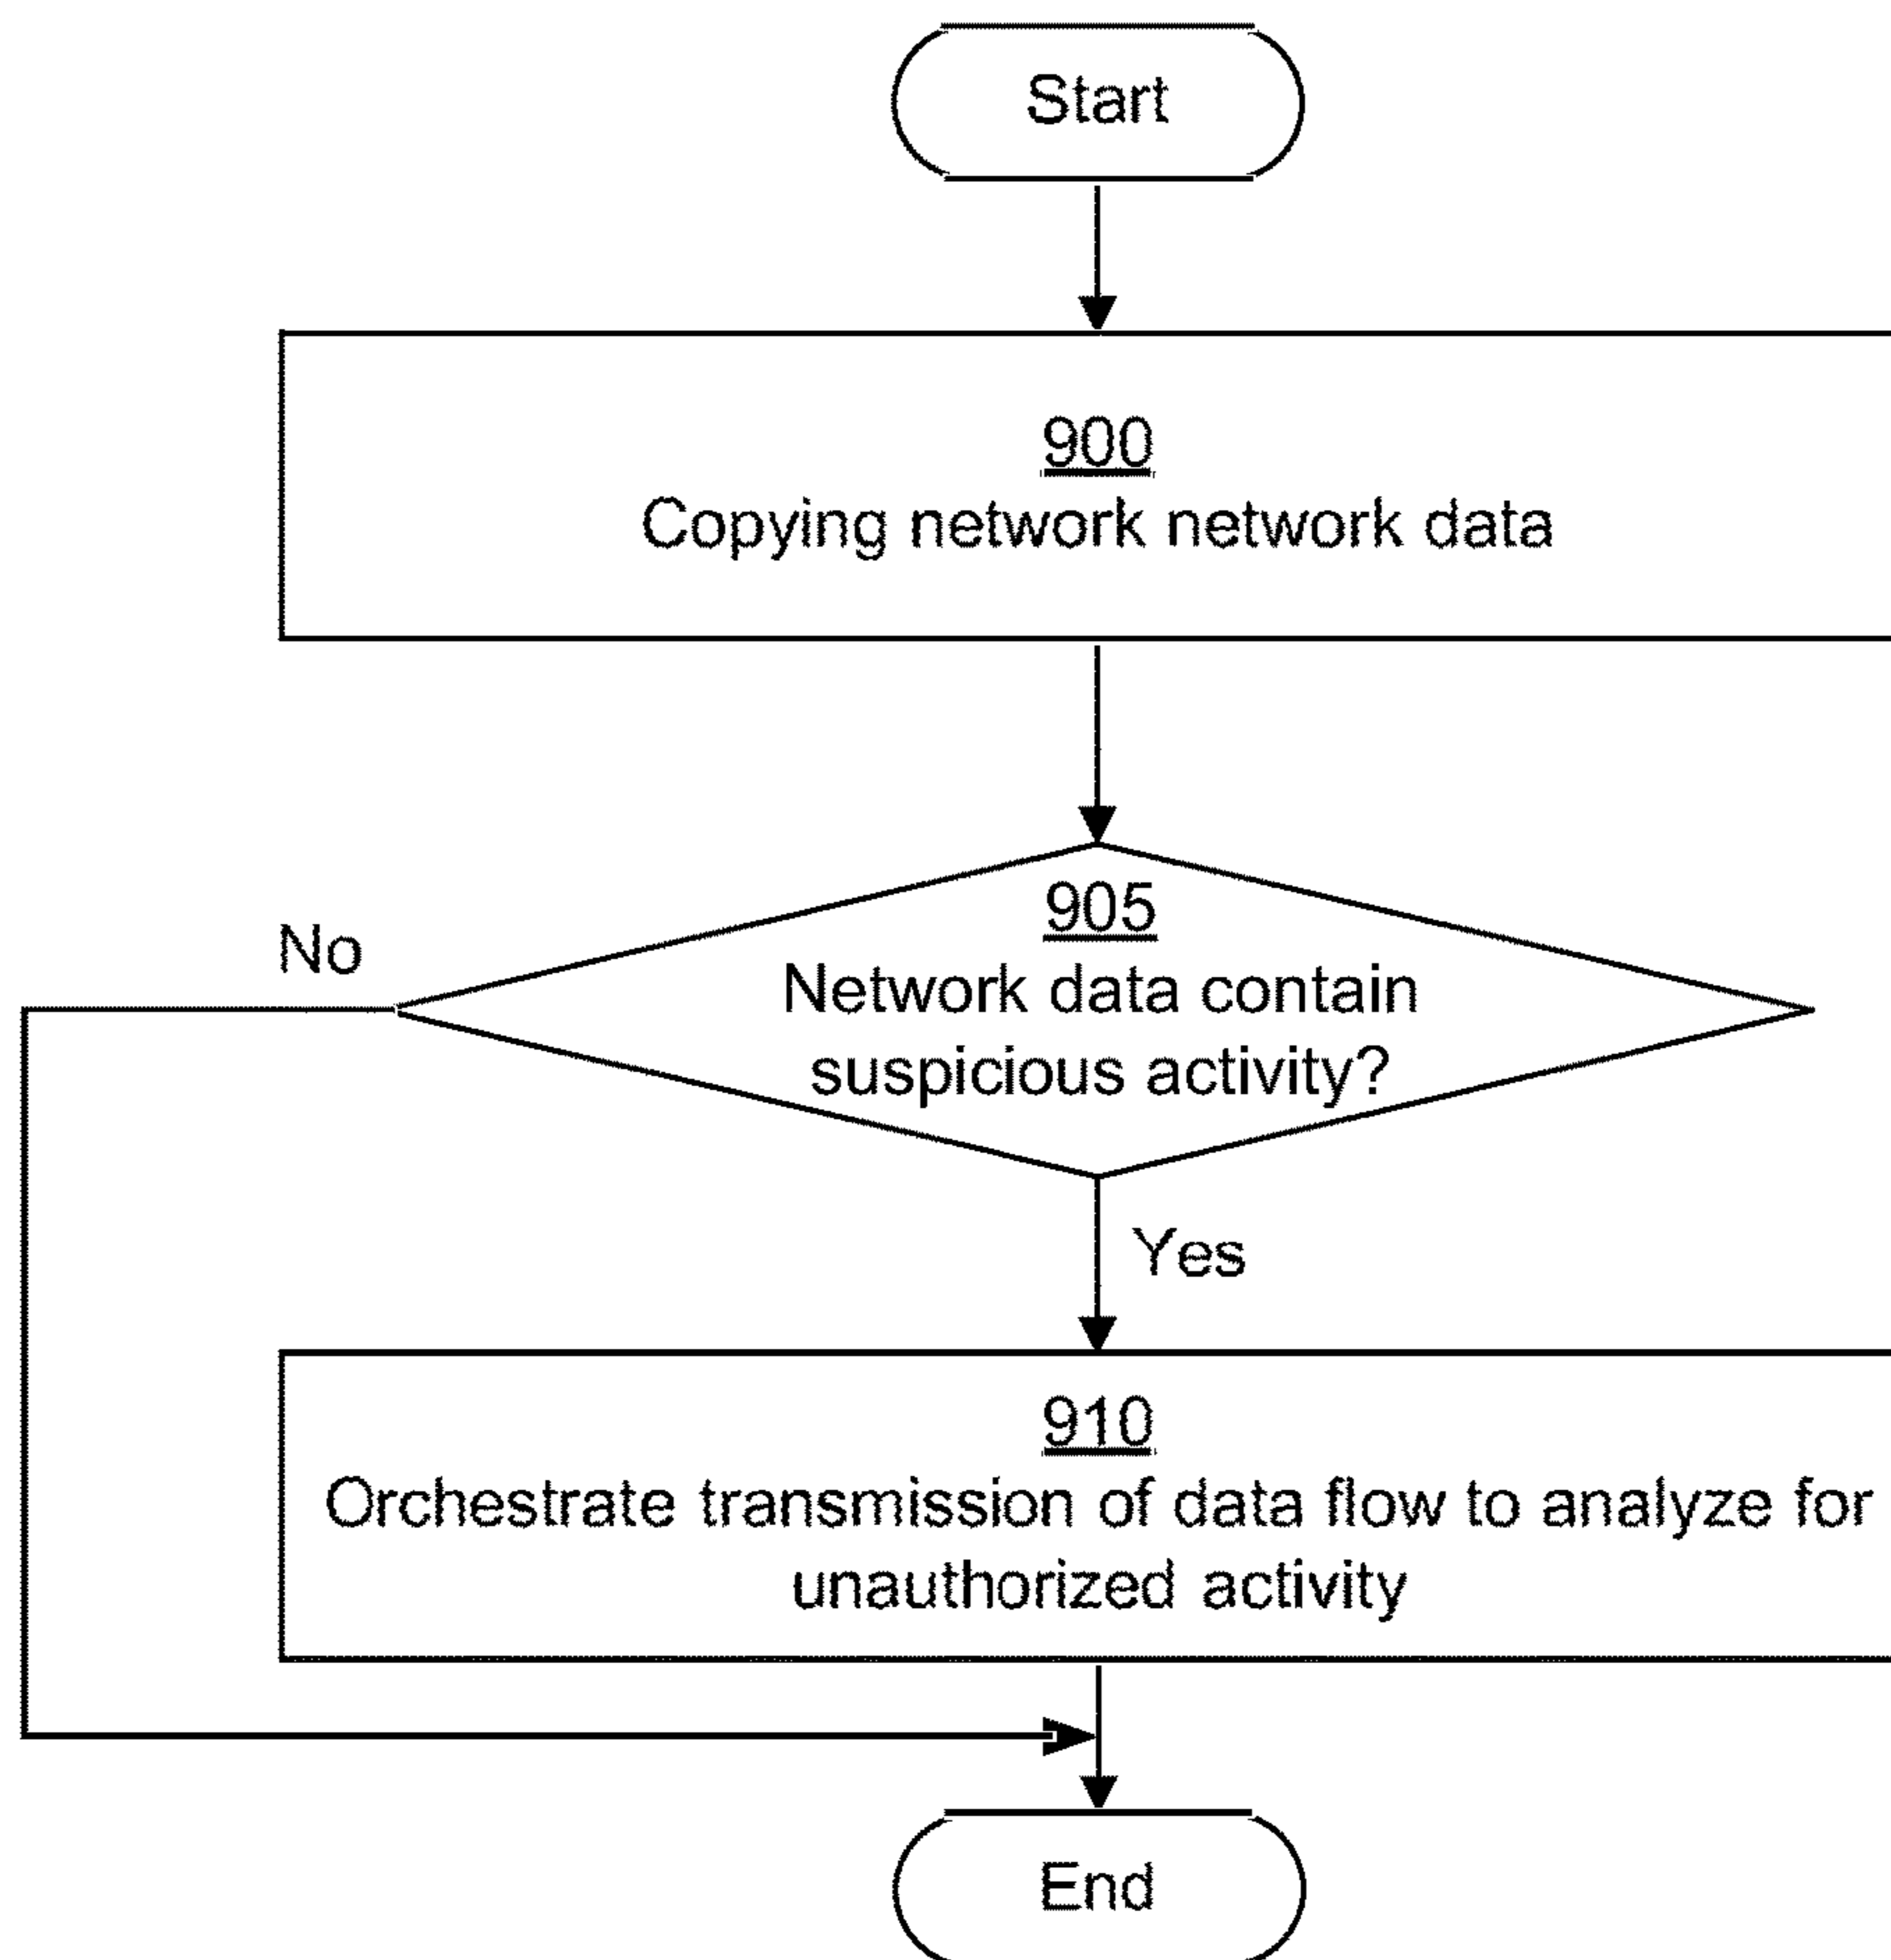 Start
900
Copying network network data
905
No
Network data contain
suspicious activity?
Yes
910
Orchestrate transmission of data flow to analyze for
unauthorized activity
End